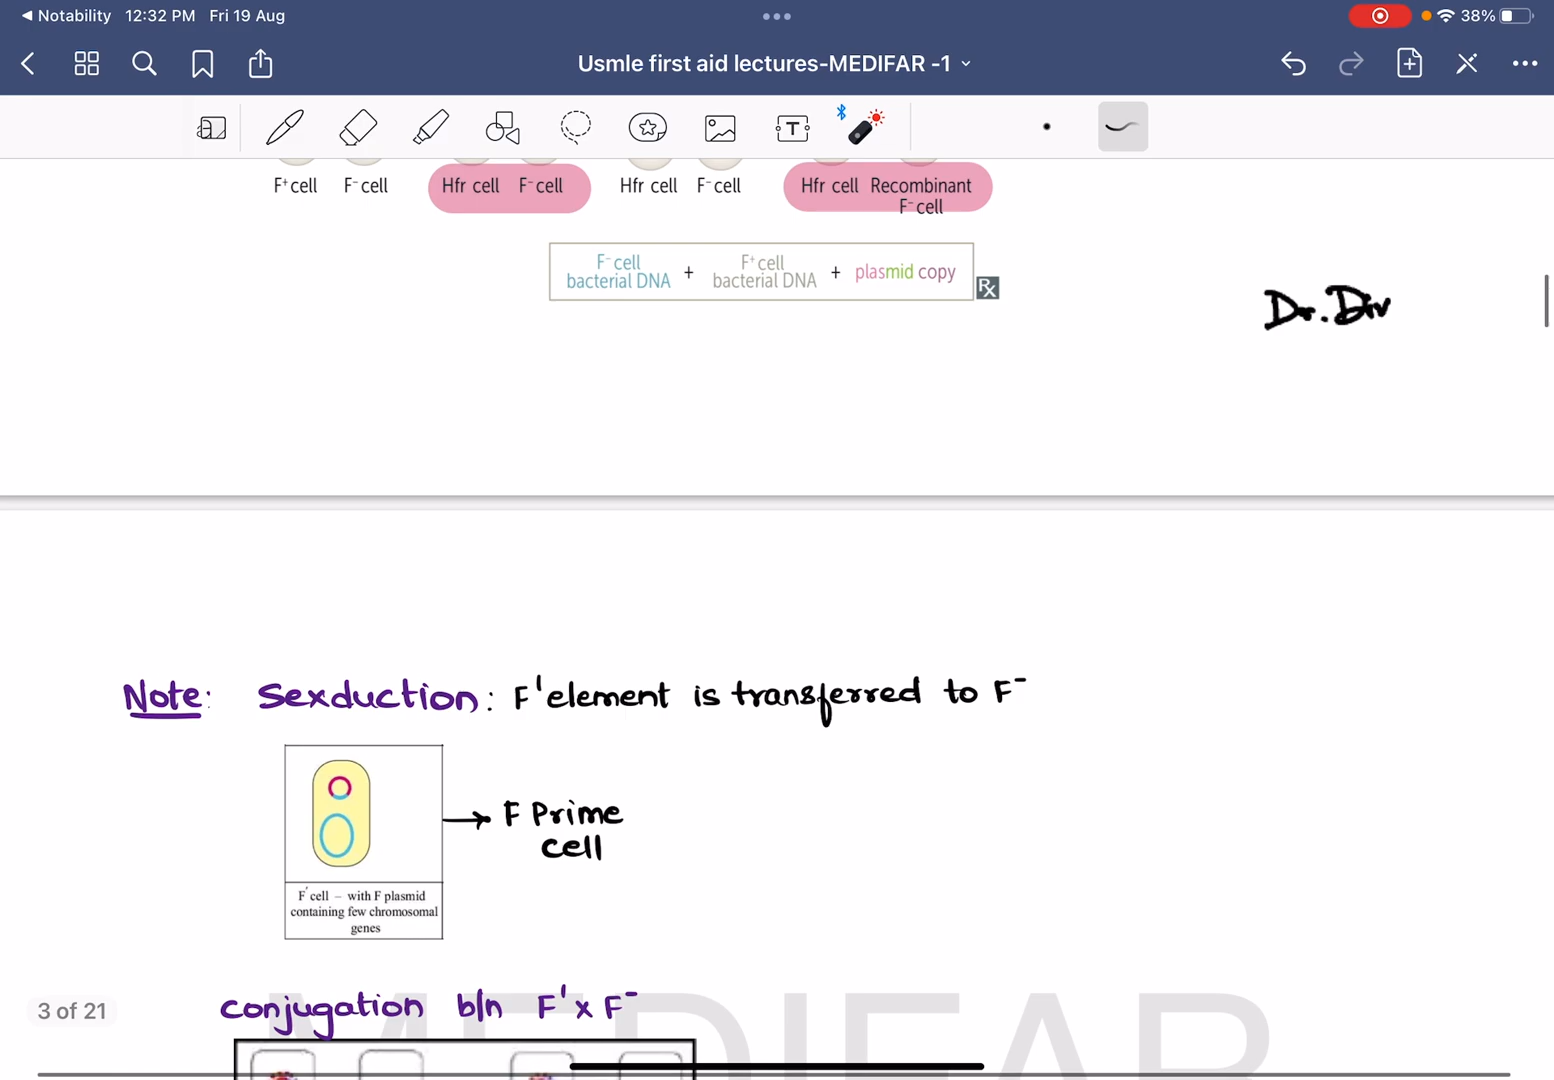 ◀ Notability 12:32 PM Fri 19 Aug
38%
Usmle first aid lectures-MEDIFAR -1
T
F⁺ cell F⁻ cell Hfr cell F⁻ cell Hfr cell F⁻ cell Hfr cell Recombinant
F⁻ cell
F⁻ cell
bacterial DNA + F⁺ cell
bacterial DNA + plasmid copy
Rx
Dr. Div
Note: Sexduction: F' element is transferred to F⁻
→ F Prime
cell
F' cell – with F plasmid
containing few chromosomal
genes
3 of 21
conjugation b/n F' x F⁻
MEDIFAR